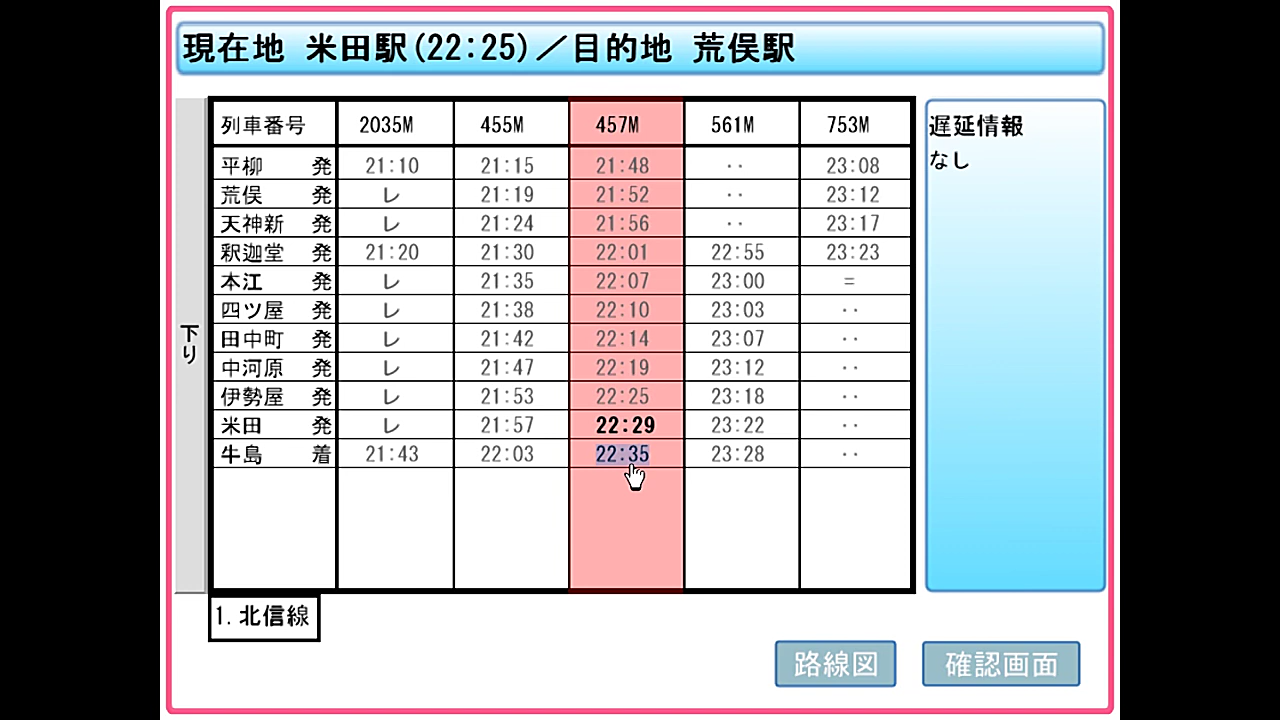 現在地 米田駅(22:25)／目的地 荒俣駅
列車番号 2035M 455M 457M 561M 753M
平柳 発 21:10 21:15 21:48 ‥ 23:08
荒俣 発 レ 21:19 21:52 ‥ 23:12
天神新 発 レ 21:24 21:56 ‥ 23:17
釈迦堂 発 21:20 21:30 22:01 22:55 23:23
本江 発 レ 21:35 22:07 23:00 =
四ツ屋 発 レ 21:38 22:10 23:03 ‥
田中町 発 レ 21:42 22:14 23:07 ‥
中河原 発 レ 21:47 22:19 23:12 ‥
伊勢屋 発 レ 21:53 22:25 23:18 ‥
米田 発 レ 21:57 22:29 23:22 ‥
牛島 着 21:43 22:03 22:35 23:28 ‥
下り
遅延情報
なし
1.北信線
路線図
確認画面